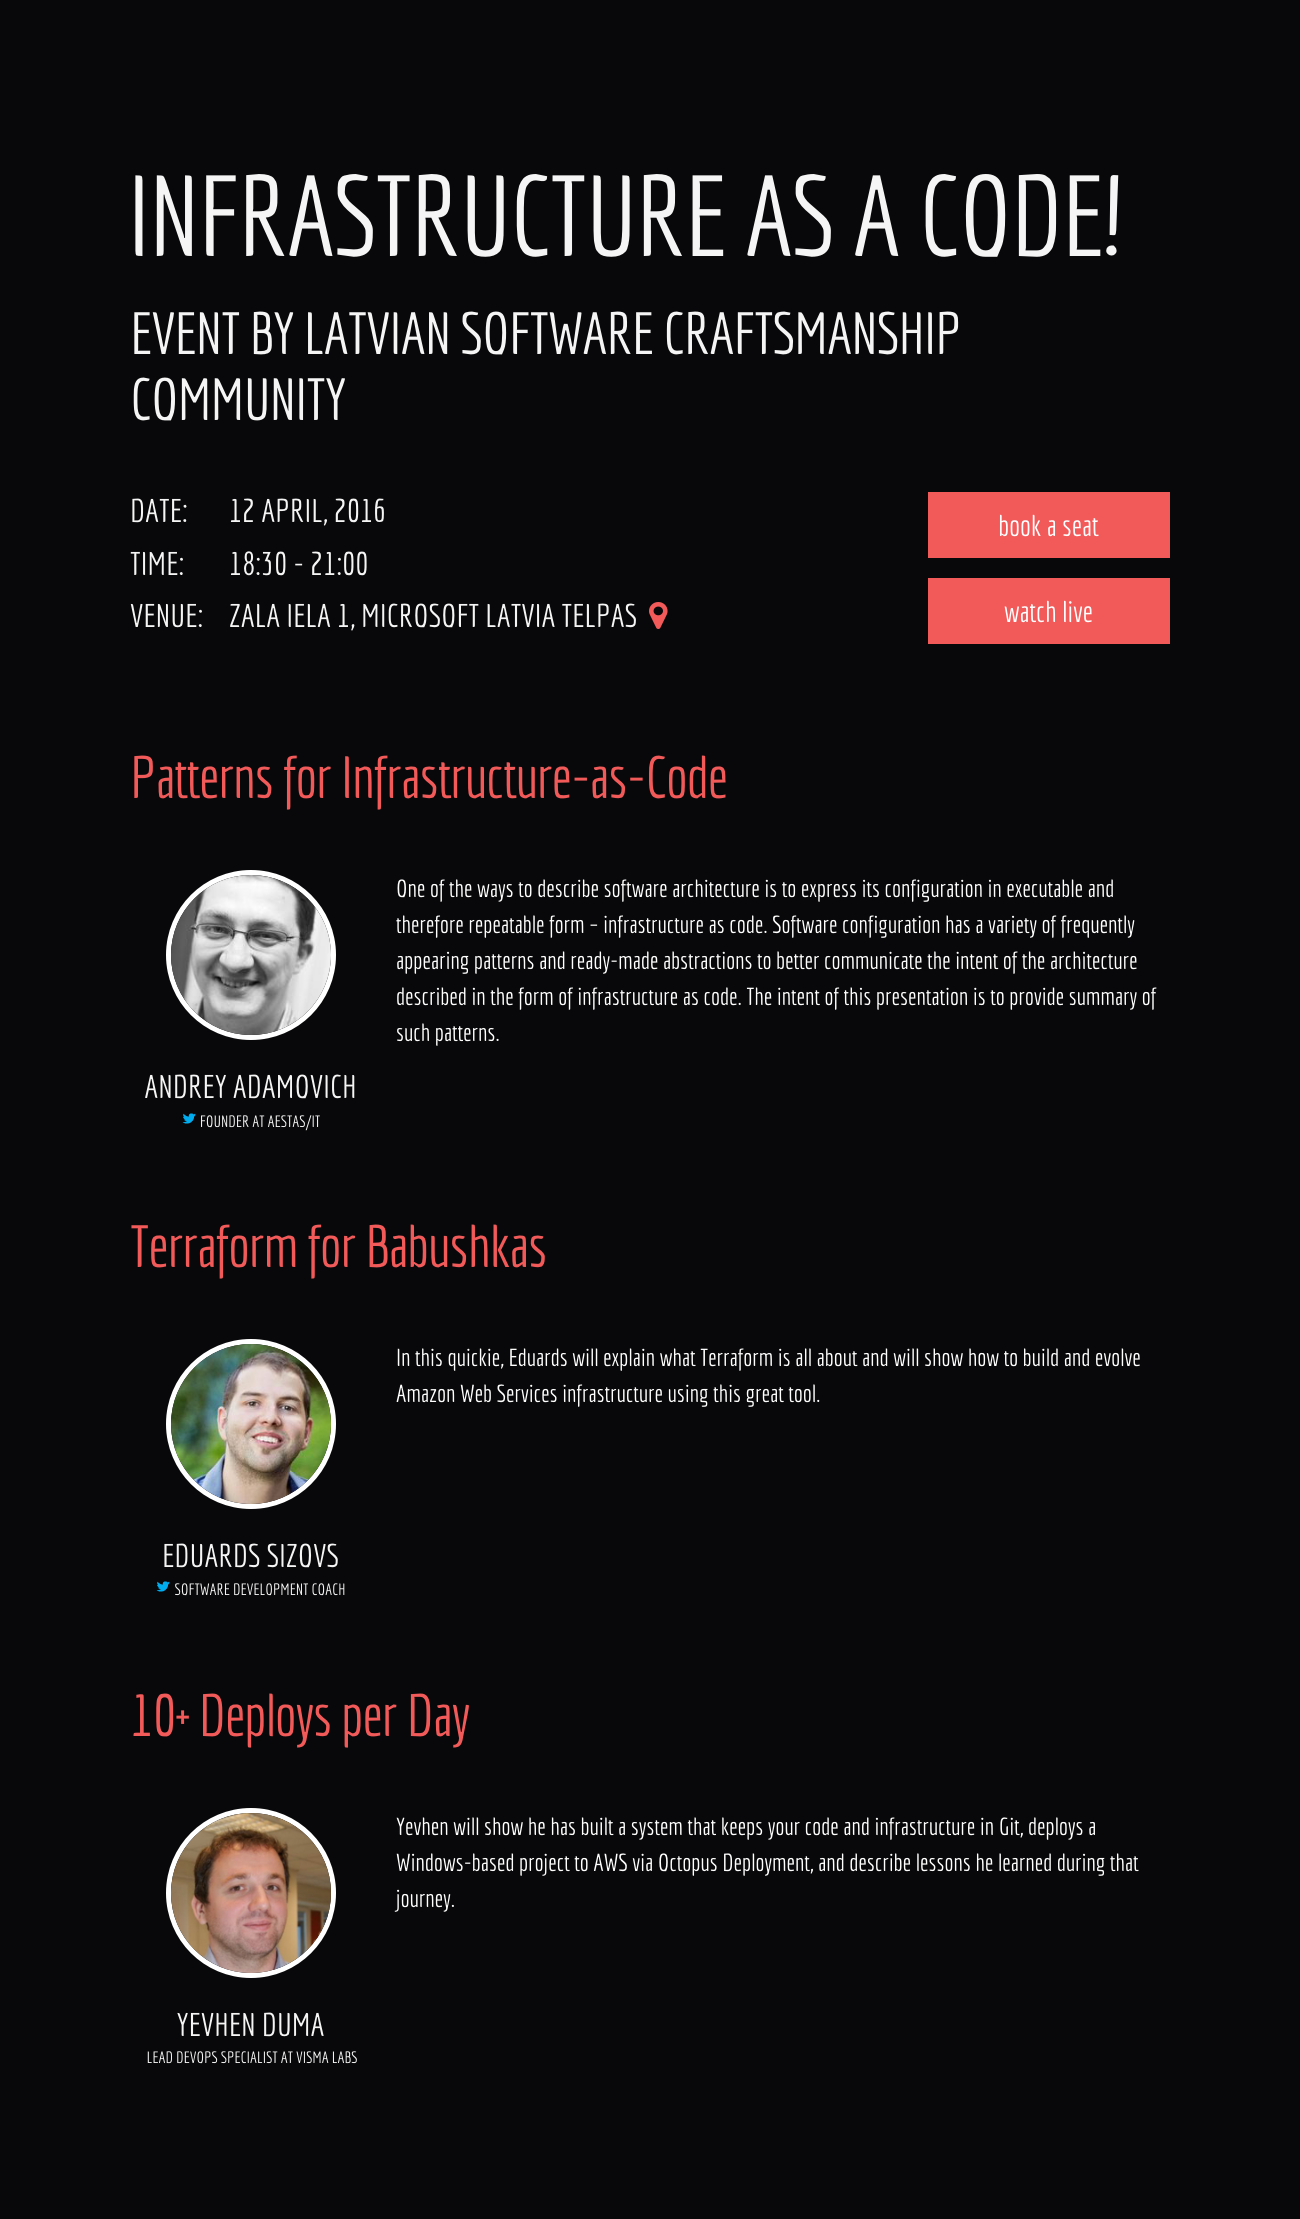 INFRASTRUCTURE AS A CODE!
EVENT BY LATVIAN SOFTWARE CRAFTSMANSHIP
COMMUNITY
DATE: 12 APRIL, 2016
TIME: 18:30 - 21:00
VENUE: ZALA IELA 1, MICROSOFT LATVIA TELPAS
book a seat
watch live
Patterns for Infrastructure-as-Code
One of the ways to describe software architecture is to express its configuration in executable and
therefore repeatable form – infrastructure as code. Software configuration has a variety of frequently
appearing patterns and ready-made abstractions to better communicate the intent of the architecture
described in the form of infrastructure as code. The intent of this presentation is to provide summary of
such patterns.
ANDREY ADAMOVICH
FOUNDER AT AESTAS/IT
Terraform for Babushkas
In this quickie, Eduards will explain what Terraform is all about and will show how to build and evolve
Amazon Web Services infrastructure using this great tool.
EDUARDS SIZOVS
SOFTWARE DEVELOPMENT COACH
10+ Deploys per Day
Yevhen will show he has built a system that keeps your code and infrastructure in Git, deploys a
Windows-based project to AWS via Octopus Deployment, and describe lessons he learned during that
journey.
YEVHEN DUMA
LEAD DEVOPS SPECIALIST AT VISMA LABS